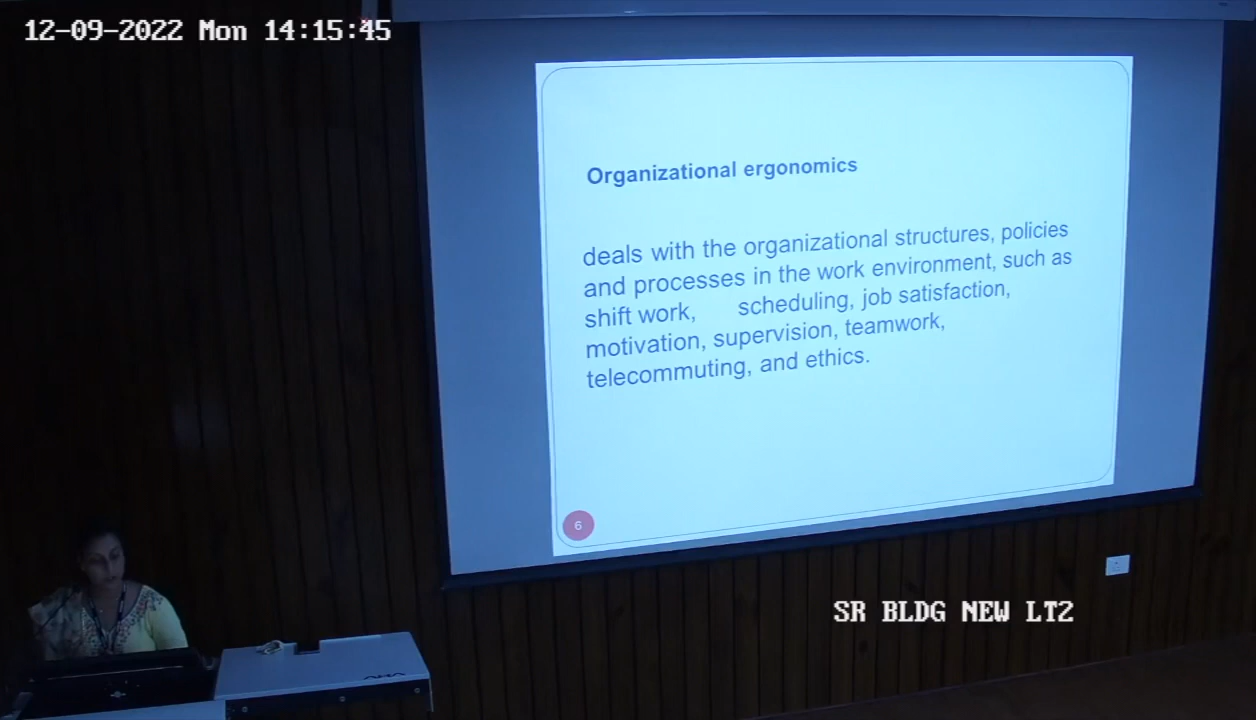 12-09-2022 Mon 14:15:45
Organizational ergonomics
deals with the organizational structures, policies
and processes in the work environment, such as
shift work, scheduling, job satisfaction,
motivation, supervision, teamwork,
telecommuting, and ethics.
6
SR BLDG NEW LT2